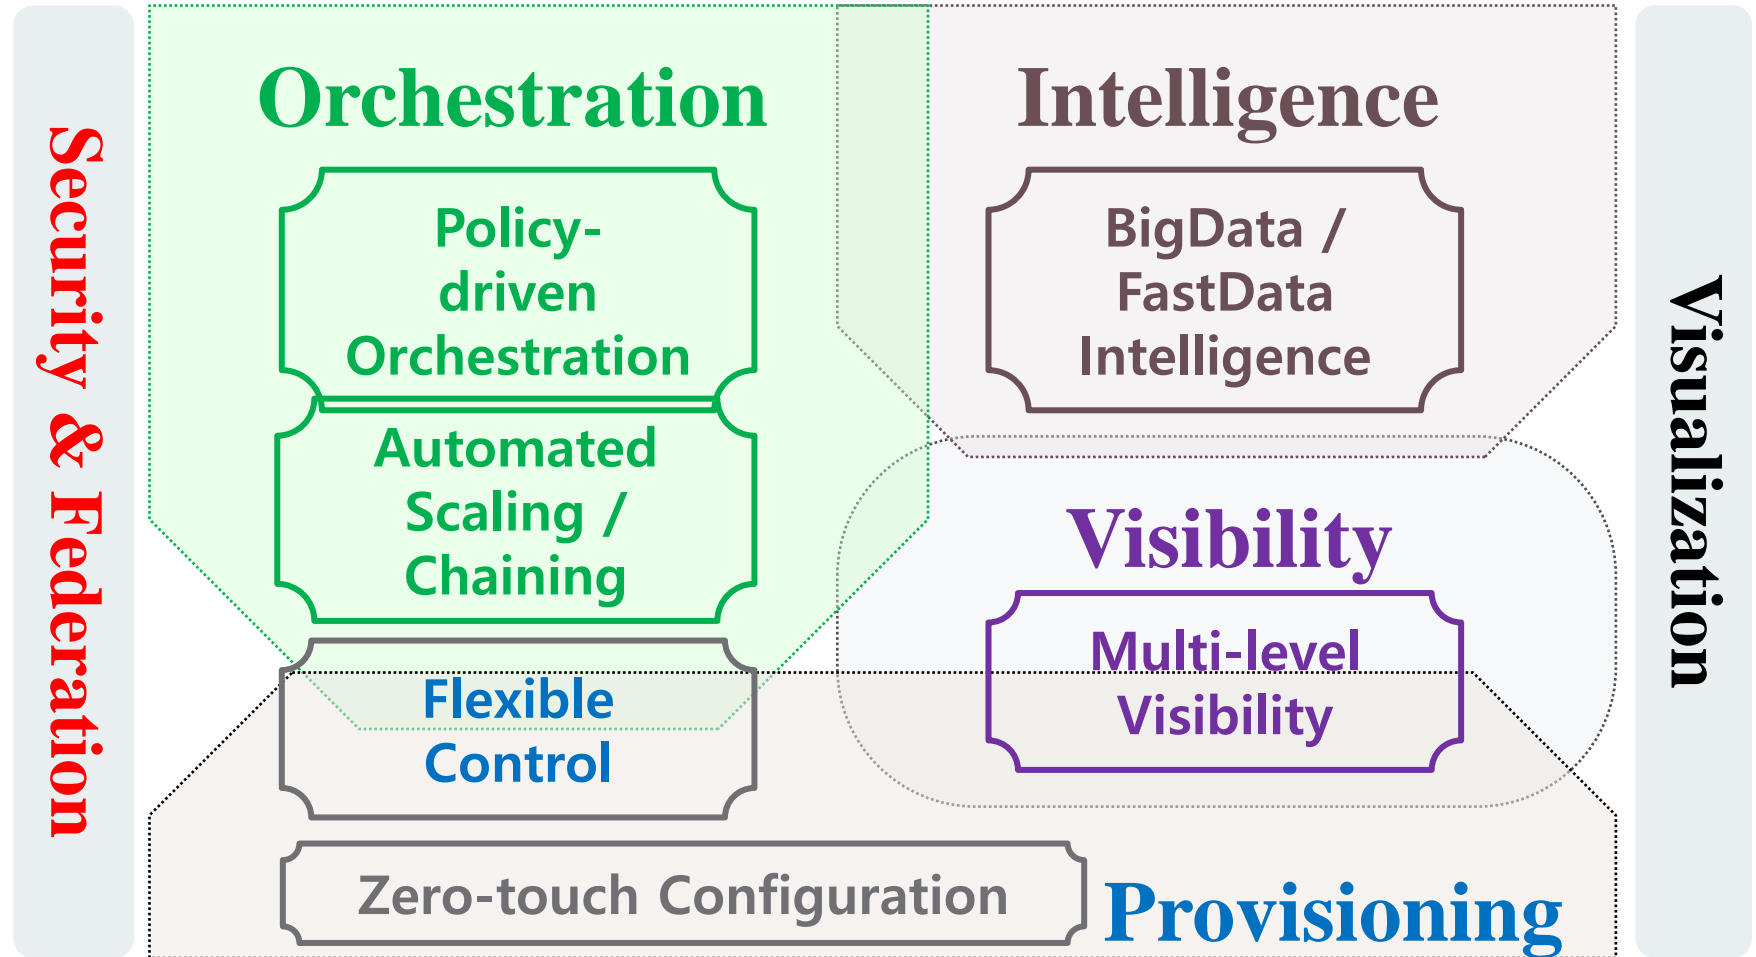 Security & Federation
Orchestration
Policy-
driven
Orchestration
Automated
Scaling /
Chaining
Flexible
Control
Zero-touch Configuration
Intelligence
BigData /
FastData
Intelligence
Visibility
Multi-level
Visibility
Provisioning
Visualization